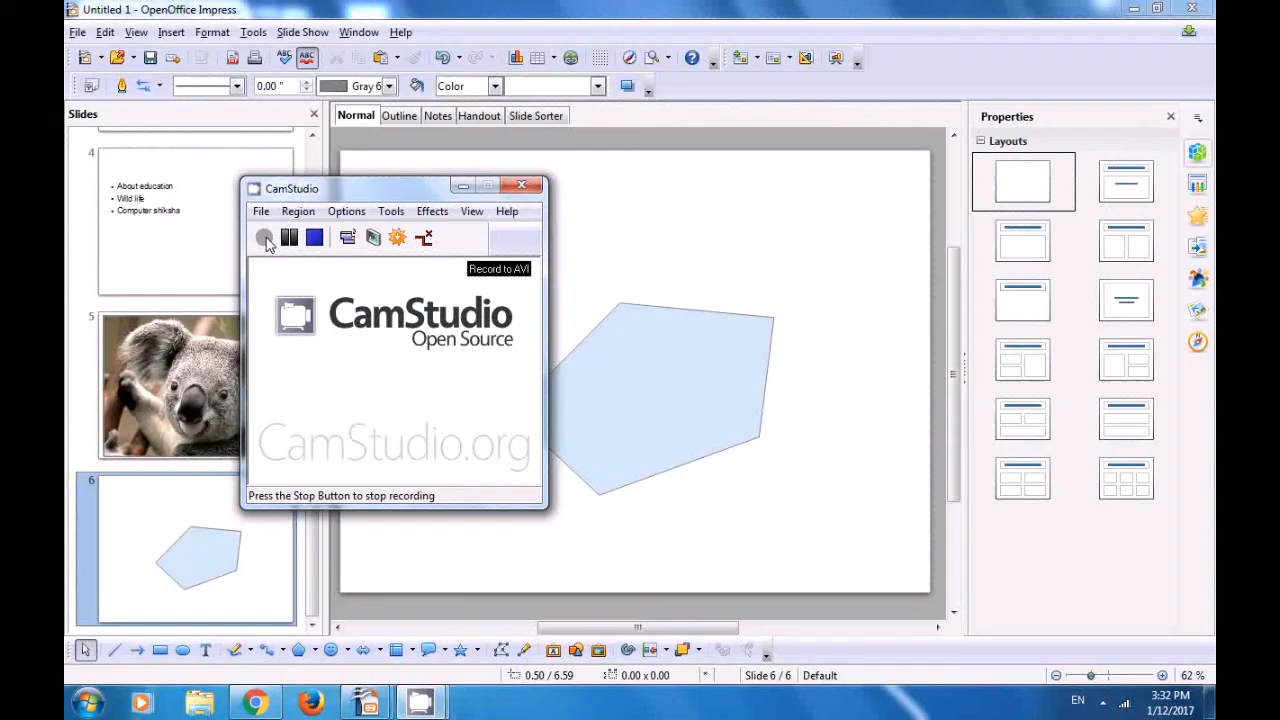 Untitled 1 - OpenOffice Impress
File Edit View Insert Format Tools Slide Show Window Help
0.00 " Gray 6 Color
Slides
Normal Outline Notes Handout Slide Sorter
Properties
Layouts
4
About education
Wild life
Computer shiksha
5
6
CamStudio
File Region Options Tools Effects View Help
Record to AVI
CamStudio
Open Source
CamStudio.org
Press the Stop Button to stop recording
0.50 / 6.59 0.00 x 0.00 * Slide 6 / 6 Default 62 %
EN
3:32 PM
1/12/2017